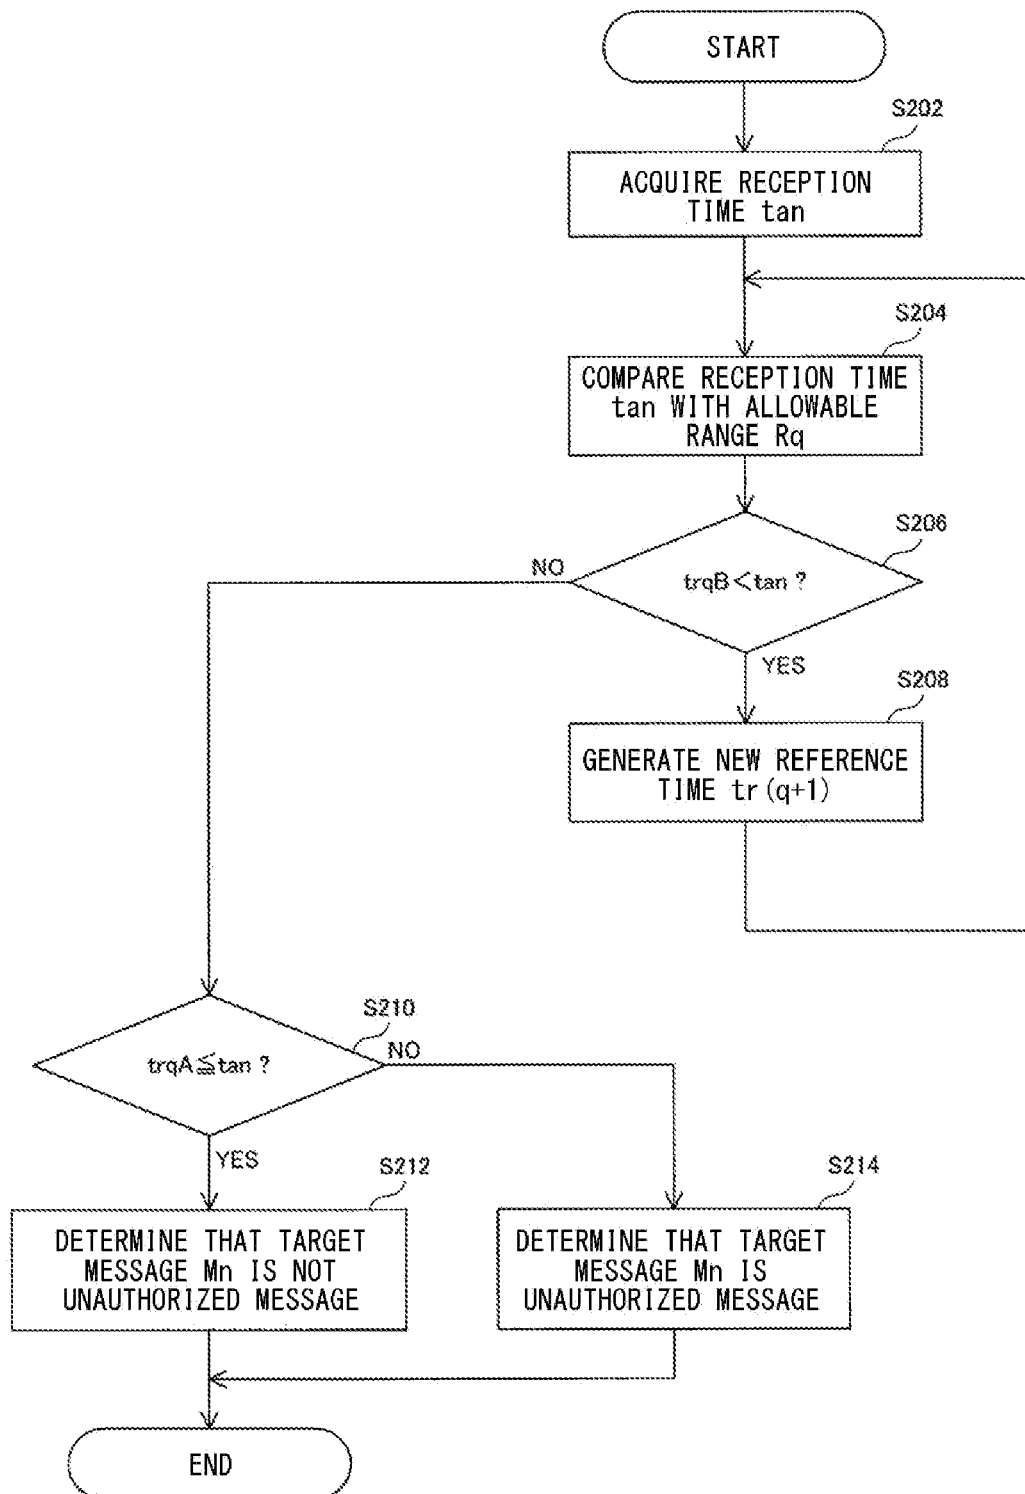 START
S202
ACQUIRE RECEPTION
TIME tan
S204
COMPARE RECEPTION TIME
tan WITH ALLOWABLE
RANGE Rq
S206
NO
trqB<tan?
YES
S208
GENERATE NEW REFERENCE
TIME tr(q+1)
S210
NO
trqA≦tan?
YES
S212
DETERMINE THAT TARGET
MESSAGE Mn IS NOT
UNAUTHORIZED MESSAGE
S214
DETERMINE THAT TARGET
MESSAGE Mn IS
UNAUTHORIZED MESSAGE
END